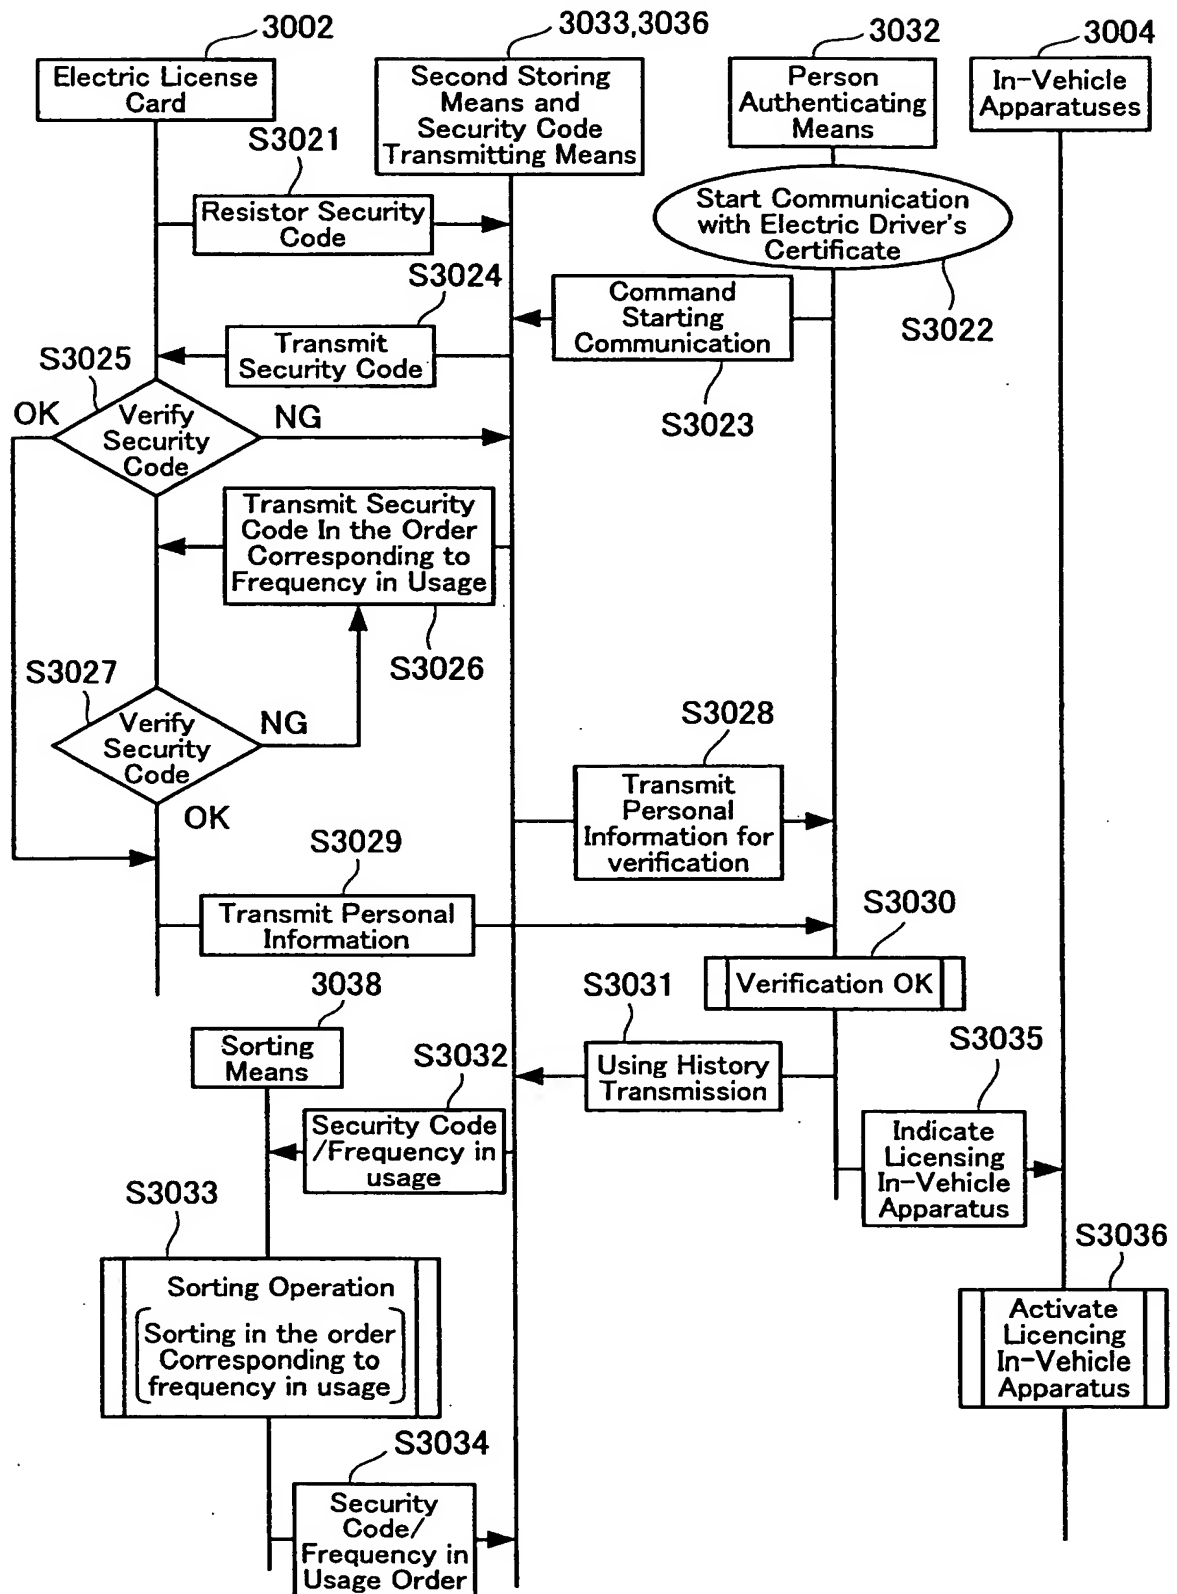 3002
3033,3036
3032
3004
Electric License
Card
Second Storing
Means and
Security Code
Transmitting Means
Person
Authenticating
Means
In-Vehicle
Apparatuses
S3021
Resistor Security
Code
Start Communication
with Electric Driver's
Certificate
S3022
S3024
Command
Starting
Communication
S3023
Transmit
Security Code
S3025
OK
Verify
Security
Code
NG
Transmit Security
Code In the Order
Corresponding to
Frequency in Usage
S3026
S3027
Verify
Security
Code
NG
OK
S3028
Transmit
Personal
Information for
verification
S3029
Transmit Personal
Information
S3030
Verification OK
3038
Sorting
Means
S3031
Using History
Transmission
S3032
Security Code
/Frequency in
usage
S3035
Indicate
Licensing
In-Vehicle
Apparatus
S3033
Sorting Operation
Sorting in the order
Corresponding to
frequency in usage
S3036
Activate
Licencing
In-Vehicle
Apparatus
S3034
Security
Code/
Frequency in
Usage Order